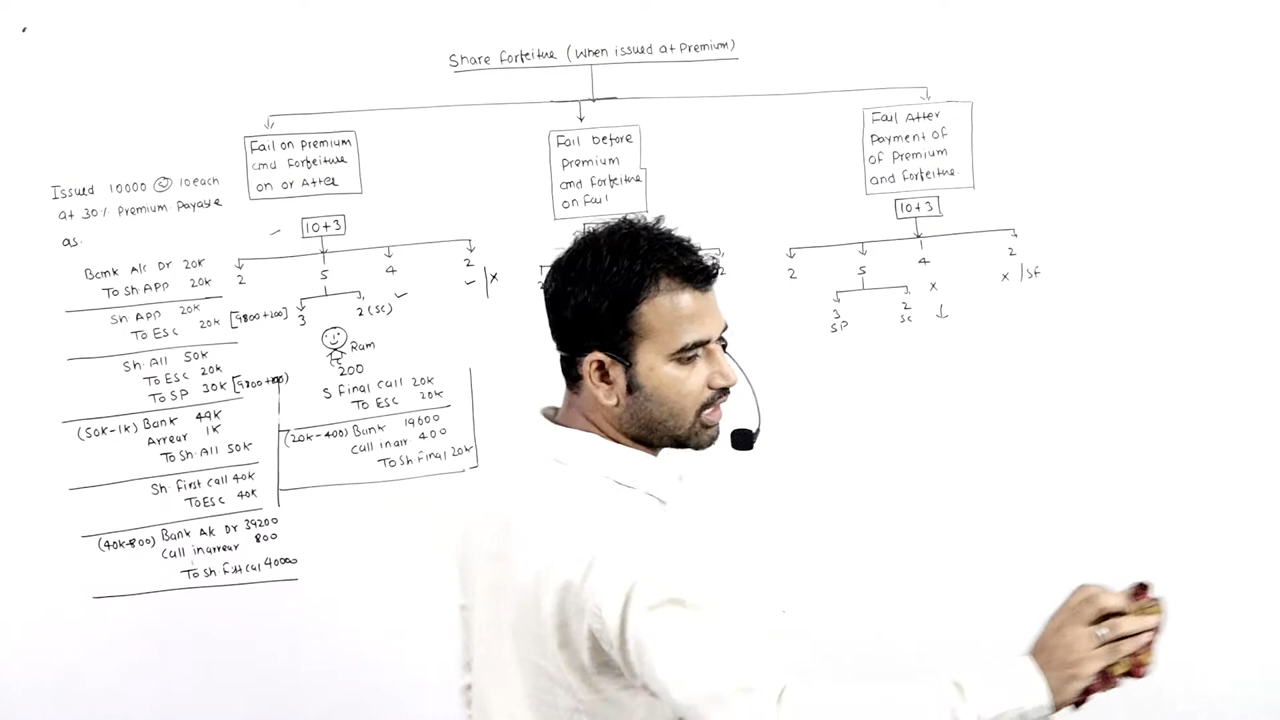 Share Forfeitue (When issued at Premium)
Fail on Premium
and Forfeiture
on or After
Fail before
Premium
and Forfeitue
on Fail
Fail After
Payment of
of Premium
and Forfeitue.
Issued 10000 @ 10 each
at 30% Premium Payable
as.
10+3
2 5 4 2
3 2(SC)
x
Ram
200
Bank A/c Dr 20K
To Sh APP 20K
Sh APP 20K
To Esc 20K [9800+200]
Sh. All 50K
To Esc 20K
To SP 30K
(50K-1K) Bank 49K
Arrear 1K
To Sh. All 50K
Sh. First call 40K
To ESC 40K
(40K-800) Bank A/c Dr 39200
Call inarrear 800
To Sh 40000
S Final call 20K
To ESC 20K
(20K-400) Bank 19600
call inarr. 400
To Sh. Final 20K
2
10+3
2 5 4 2
3 2 x x / SF
SP SC